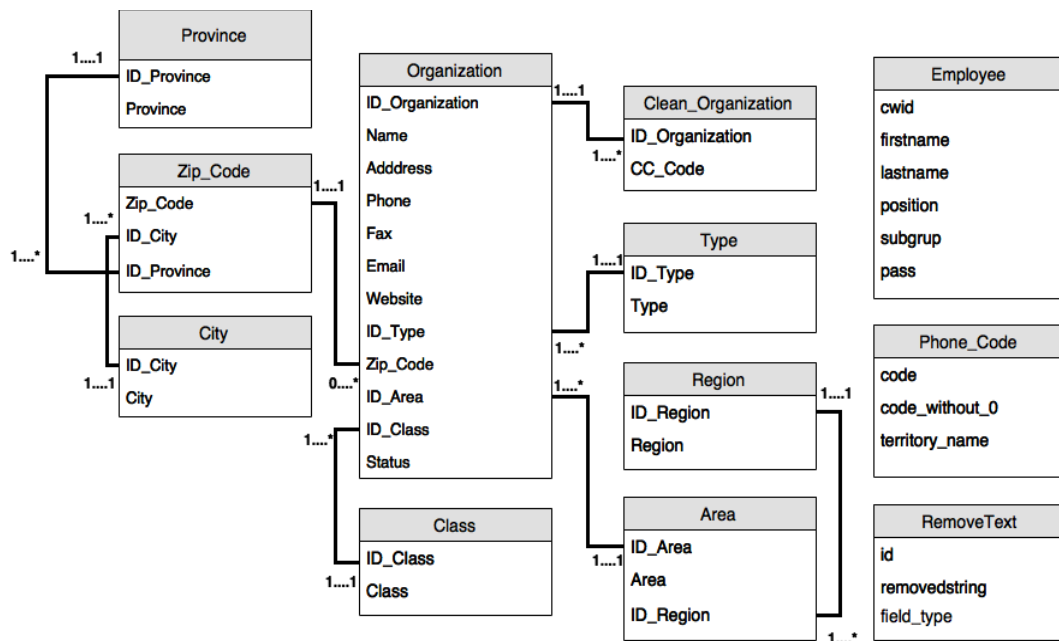 Province
1....1
ID_Province
Province
Zip_Code
1....1
Zip_Code
1....*
ID_City
1....*
ID_Province
City
ID_City
1....1
City
Organization
ID_Organization
1....1
Name
Adddress
Phone
Fax
Email
Website
ID_Type
1....*
Zip_Code
0....*
1....*
ID_Area
1....*
ID_Class
Status
Class
ID_Class
1....1
Class
Clean_Organization
ID_Organization
1....*
CC_Code
Type
1....1
ID_Type
Type
Region
1....1
ID_Region
Region
Area
ID_Area
1....1
Area
ID_Region
1....*
Employee
cwid
firstname
lastname
position
subgrup
pass
Phone_Code
code
code_without_0
territory_name
RemoveText
id
removedstring
field_type